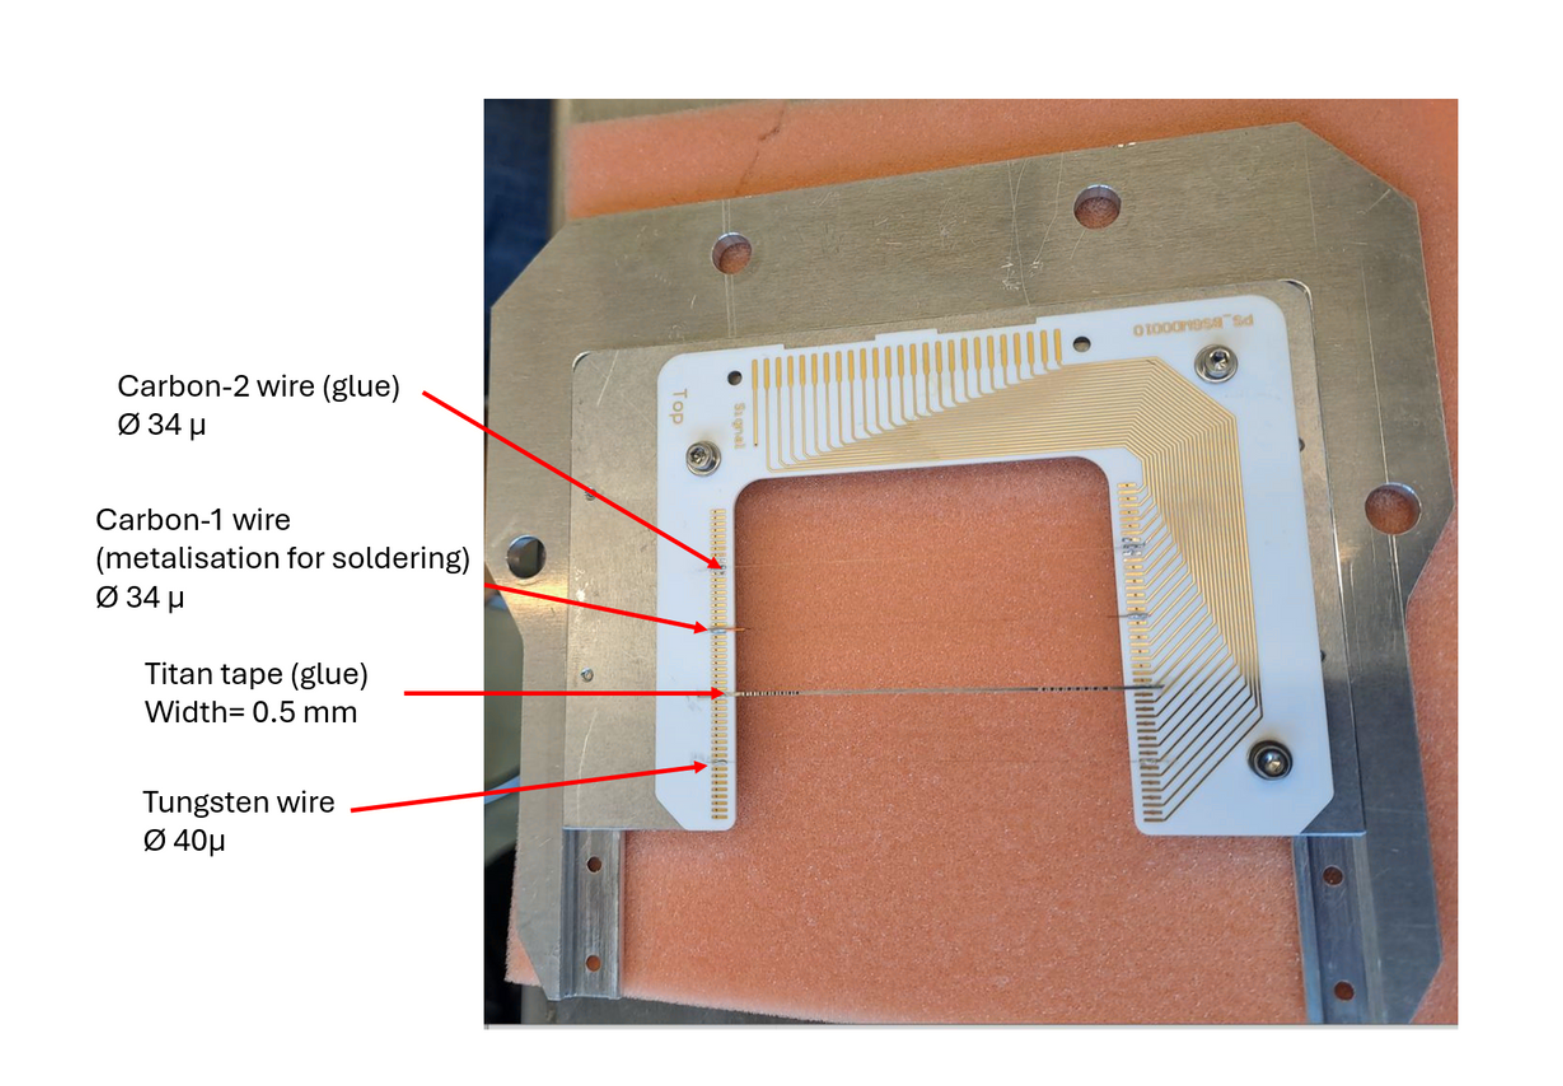 Carbon-2 wire (glue)
Ø 34 µ
Carbon-1 wire
(metalisation for soldering)
Ø 34 µ
Titan tape (glue)
Width= 0.5 mm
Tungsten wire
Ø 40µ
Top
Signal